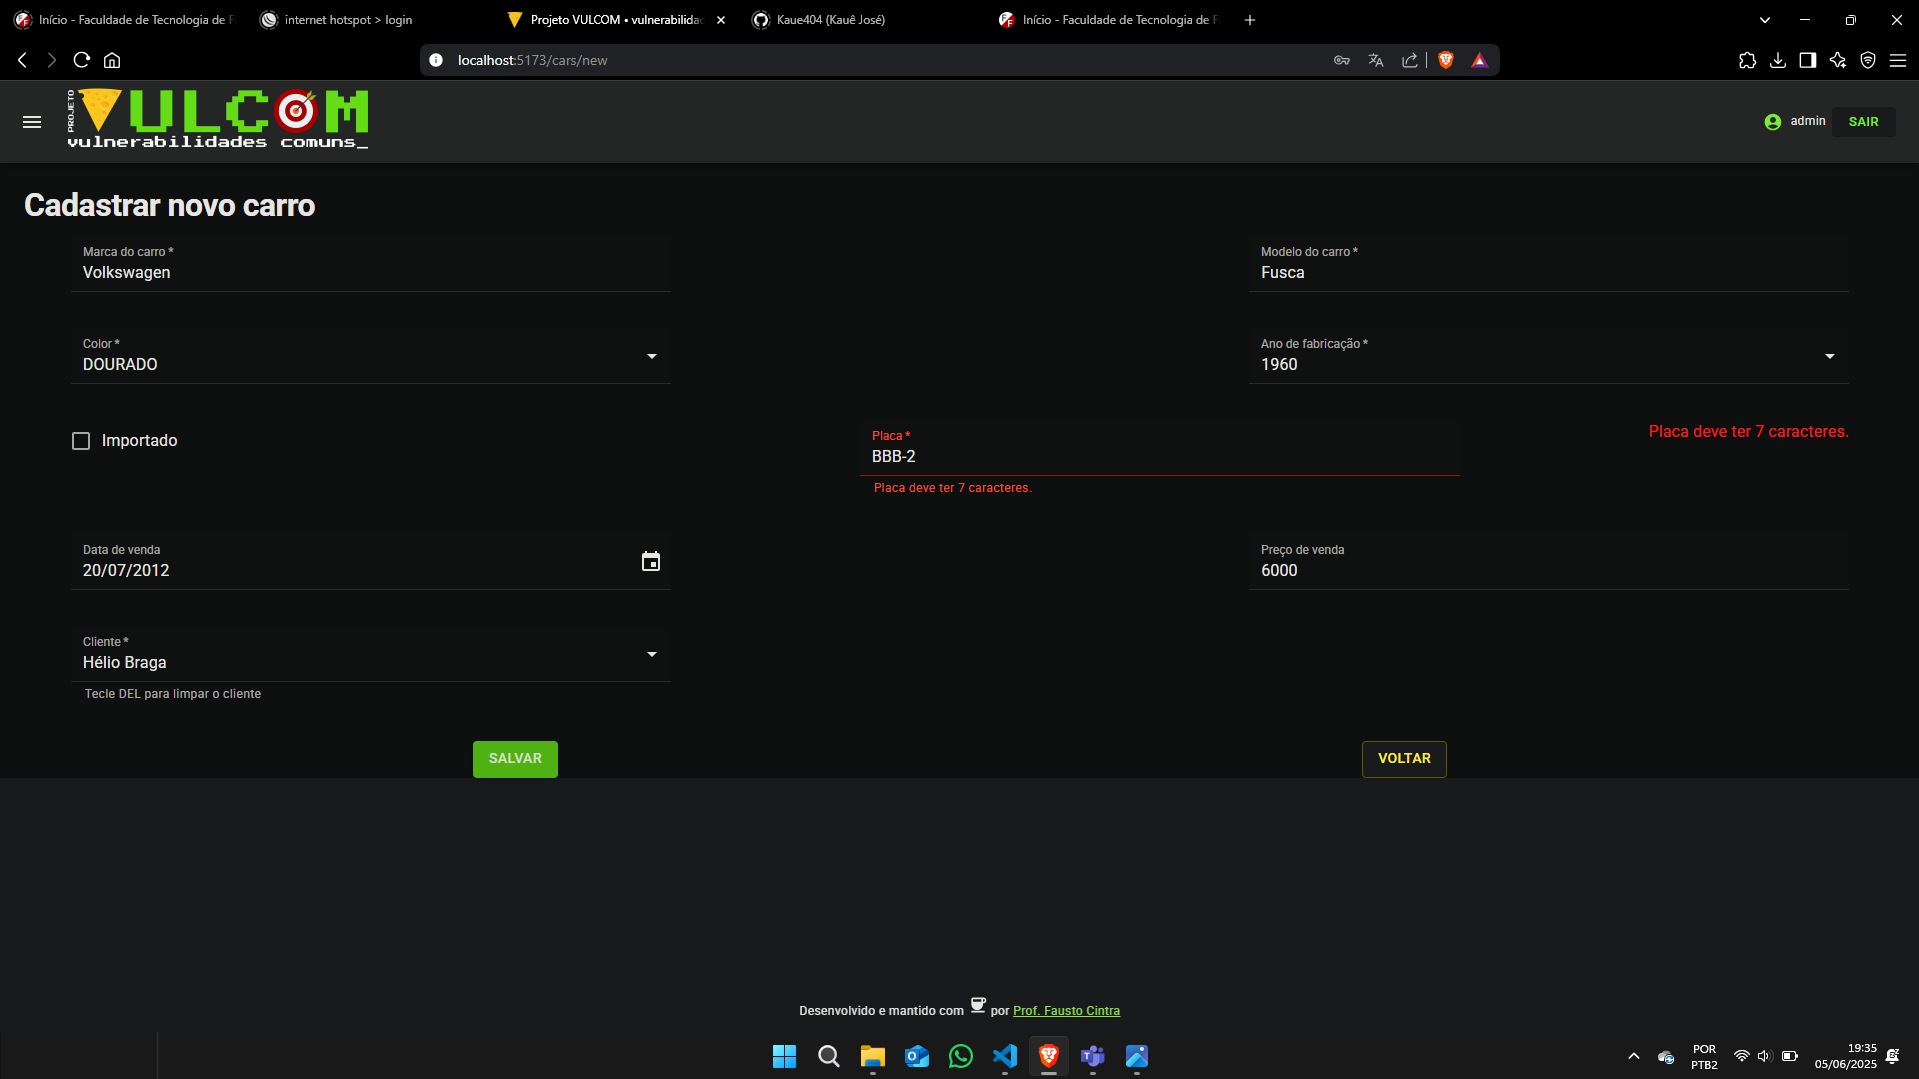 Início - Faculdade de Tecnologia de F
internet hotspot > login
Projeto VULCOM • vulnerabilidad
Kaue404 (Kauê José)
Início - Faculdade de Tecnologia de F
localhost:5173/cars/new
PROJETO
VULCOM
vulnerabilidades comuns_
admin
SAIR
Cadastrar novo carro
Marca do carro *
Volkswagen
Modelo do carro *
Fusca
Color *
DOURADO
Ano de fabricação *
1960
Importado
Placa *
BBB-2
Placa deve ter 7 caracteres.
Placa deve ter 7 caracteres.
Data de venda
20/07/2012
Preço de venda
6000
Cliente *
Hélio Braga
Tecle DEL para limpar o cliente
SALVAR
VOLTAR
Desenvolvido e mantido com por Prof. Fausto Cintra
POR
PTB2
19:35
05/06/2025